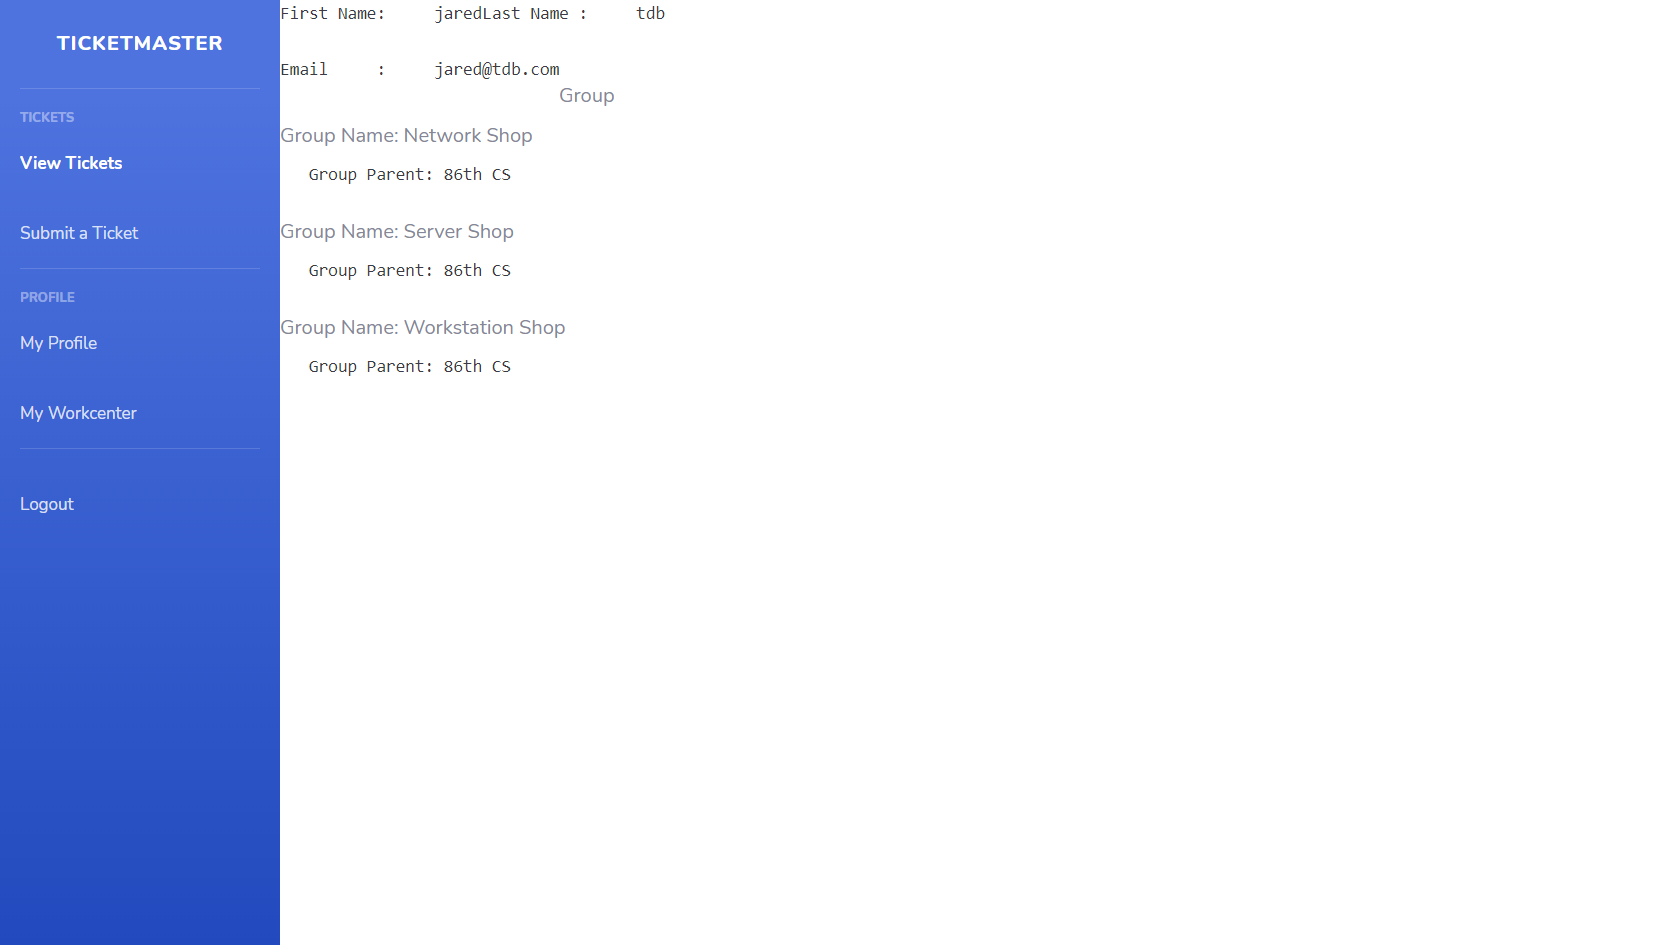 TICKETMASTER
TICKETS
View Tickets
Submit a Ticket
PROFILE
My Profile
My Workcenter
Logout
First Name:     jaredLast Name :     tdb
Email     :     jared@tdb.com
Group
Group Name: Network Shop
Group Parent: 86th CS
Group Name: Server Shop
Group Parent: 86th CS
Group Name: Workstation Shop
Group Parent: 86th CS